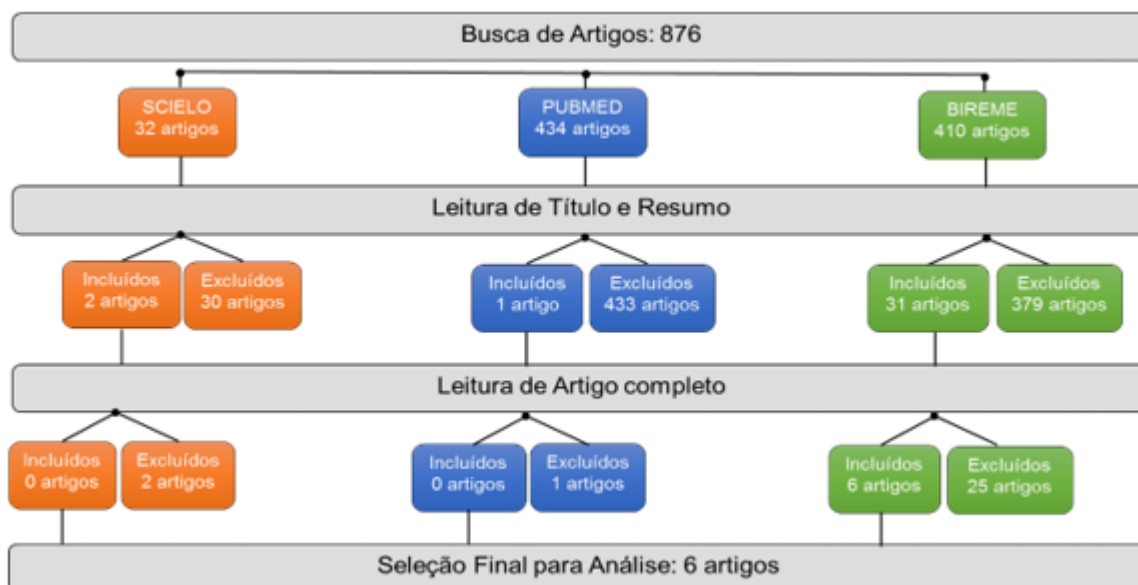 Busca de Artigos: 876
SCIELO
32 artigos
PUBMED
434 artigos
BIREME
410 artigos
Leitura de Título e Resumo
Incluídos
2 artigos
Excluídos
30 artigos
Incluídos
1 artigo
Excluídos
433 artigos
Incluídos
31 artigos
Excluídos
379 artigos
Leitura de Artigo completo
Incluídos
0 artigos
Excluídos
2 artigos
Incluídos
0 artigos
Excluídos
1 artigos
Incluídos
6 artigos
Excluídos
25 artigos
Seleção Final para Análise: 6 artigos